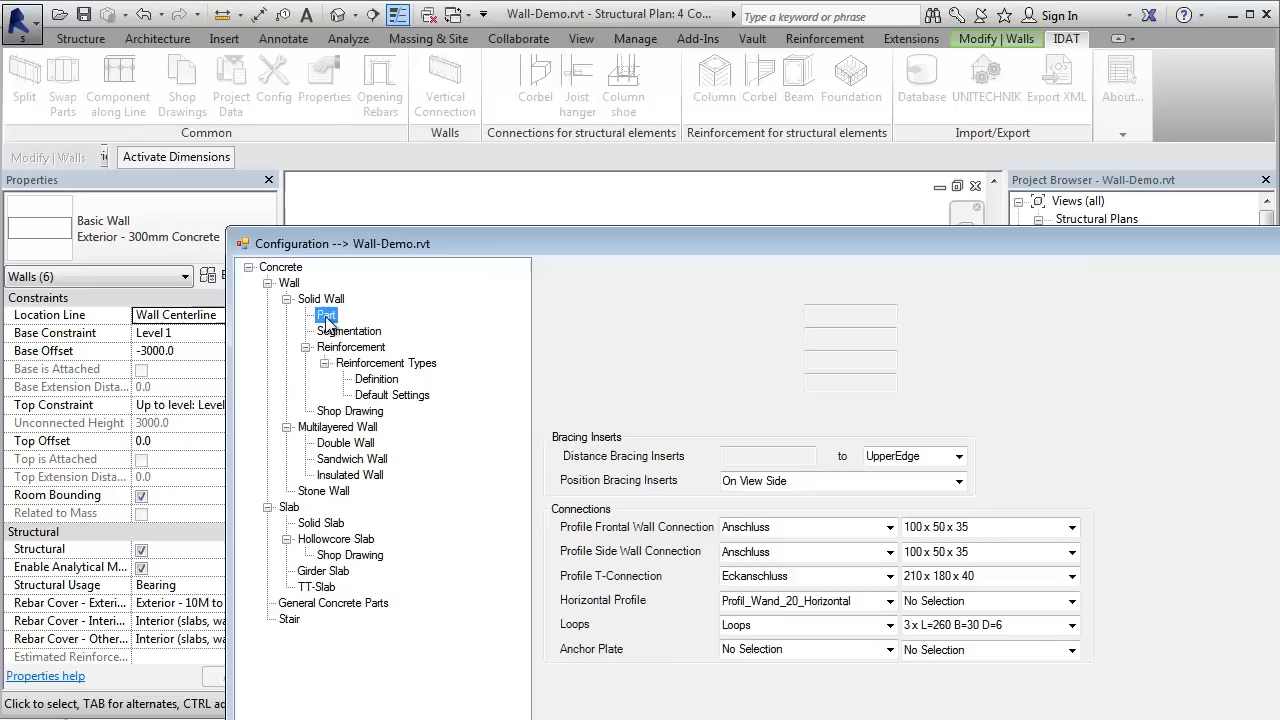 Wall-Demo.rvt - Structural Plan: 4 Co...
Type a keyword or phrase
Sign In
S
Structure
Architecture
Insert
Annotate
Analyze
Massing & Site
Collaborate
View
Manage
Add-Ins
Vault
Reinforcement
Extensions
Modify | Walls
IDAT
Split
Swap Parts
Component along Line
Shop Drawings
Project Data
Config
Properties
Opening Rebars
Vertical Connection
Corbel
Joist hanger
Column shoe
Column
Corbel
Beam
Foundation
Database
UNITECHNIK
Export XML
About...
Common
Walls
Connections for structural elements
Reinforcement for structural elements
Import/Export
Modify | Walls
Activate Dimensions
Properties
Project Browser - Wall-Demo.rvt
Views (all)
Structural Plans
Basic Wall
Exterior - 300mm Concrete
Walls (6)
Constraints
Location Line Wall Centerline
Base Constraint Level 1
Base Offset -3000.0
Base is Attached
Base Extension Dista... 0.0
Top Constraint Up to level: Level
Unconnected Height 3000.0
Top Offset 0.0
Top is Attached
Top Extension Distan... 0.0
Room Bounding
Related to Mass
Structural
Structural
Enable Analytical M...
Structural Usage Bearing
Rebar Cover - Exteri... Exterior - 10M to
Rebar Cover - Interi... Interior (slabs, wa
Rebar Cover - Other... Interior (slabs, wa
Estimated Reinforce...
Properties help
Click to select, TAB for alternates, CTRL ad
Configuration --> Wall-Demo.rvt
Concrete
Wall
Solid Wall
Part
Segmentation
Reinforcement
Reinforcement Types
Definition
Default Settings
Shop Drawing
Multilayered Wall
Double Wall
Sandwich Wall
Insulated Wall
Stone Wall
Slab
Solid Slab
Hollowcore Slab
Shop Drawing
Girder Slab
TT-Slab
General Concrete Parts
Stair
Bracing Inserts
Distance Bracing Inserts to UpperEdge
Position Bracing Inserts On View Side
Connections
Profile Frontal Wall Connection Anschluss 100 x 50 x 35
Profile Side Wall Connection Anschluss 100 x 50 x 35
Profile T-Connection Eckanschluss 210 x 180 x 40
Horizontal Profile Profil_Wand_20_Horizontal No Selection
Loops Loops 3 x L=260 B=30 D=6
Anchor Plate No Selection No Selection